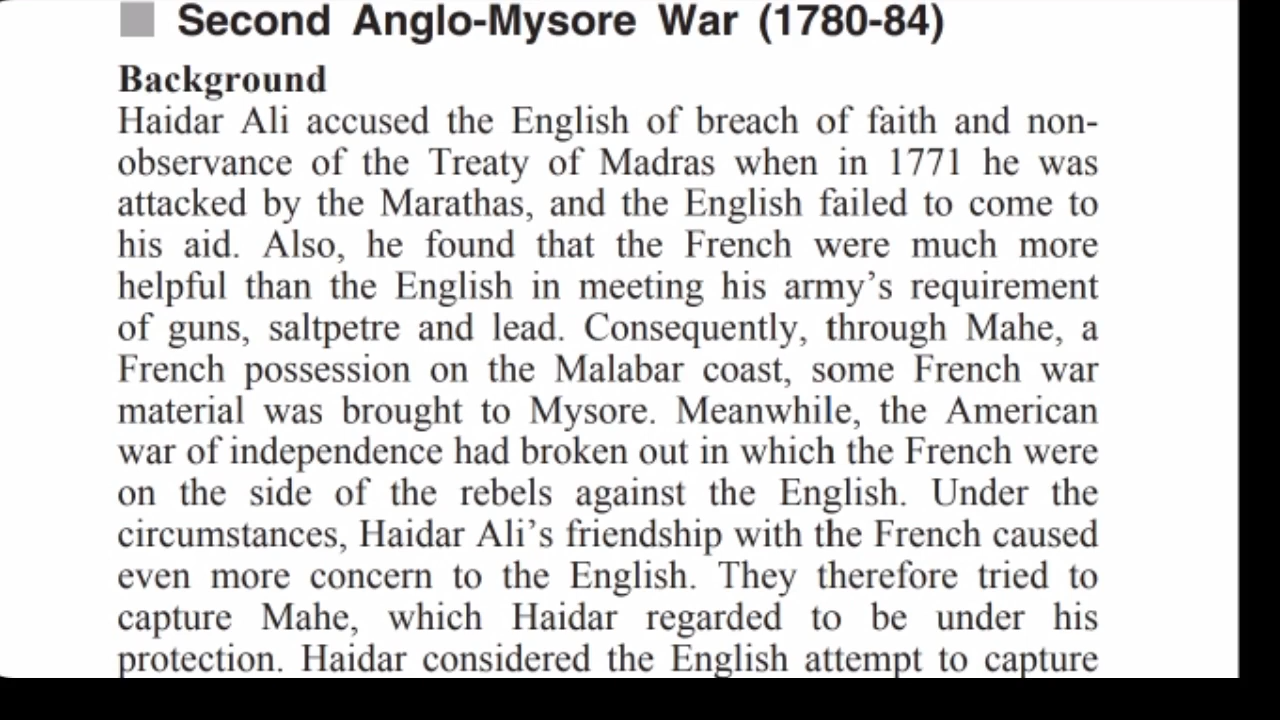 Second Anglo-Mysore War (1780-84)
Background
Haidar Ali accused the English of breach of faith and non-
observance of the Treaty of Madras when in 1771 he was
attacked by the Marathas, and the English failed to come to
his aid. Also, he found that the French were much more
helpful than the English in meeting his army’s requirement
of guns, saltpetre and lead. Consequently, through Mahe, a
French possession on the Malabar coast, some French war
material was brought to Mysore. Meanwhile, the American
war of independence had broken out in which the French were
on the side of the rebels against the English. Under the
circumstances, Haidar Ali’s friendship with the French caused
even more concern to the English. They therefore tried to
capture Mahe, which Haidar regarded to be under his
protection. Haidar considered the English attempt to capture